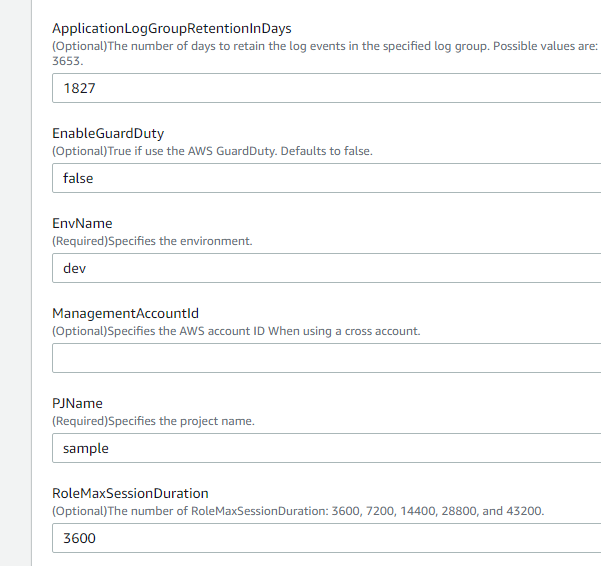 ApplicationLogGroupRetentionInDays
(Optional)The number of days to retain the log events in the specified log group. Possible values are:
3653.
1827
EnableGuardDuty
(Optional)True if use the AWS GuardDuty. Defaults to false.
false
EnvName
(Required)Specifies the environment.
dev
ManagementAccountId
(Optional)Specifies the AWS account ID When using a cross account.
PJName
(Required)Specifies the project name.
sample
RoleMaxSessionDuration
(Optional)The number of RoleMaxSessionDuration: 3600, 7200, 14400, 28800, and 43200.
3600